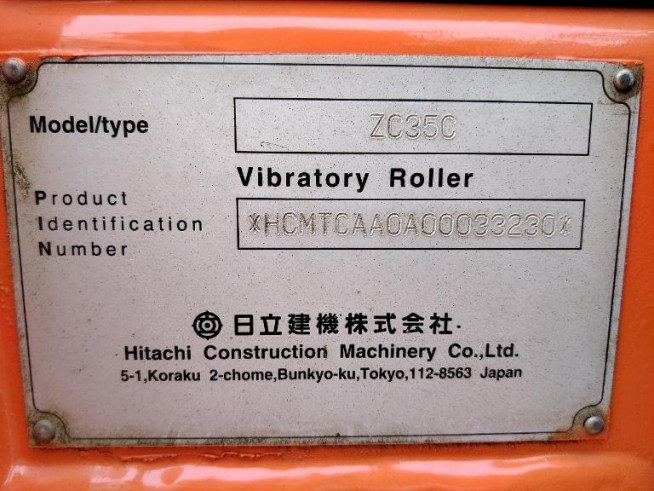 Model/type ZC35C
Vibratory Roller
Product
Identification *HCMTCAA0A00033230*
Number
日立建機株式会社
Hitachi Construction Machinery Co.,Ltd.
5-1,Koraku 2-chome,Bunkyo-ku,Tokyo,112-8563 Japan